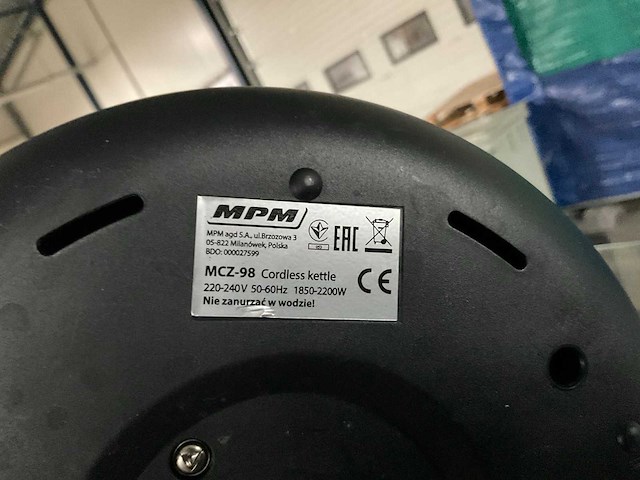 MPM
MPM agd S.A., ul.Brzozowa 3
05-822 Milanówek, Polska
BDO: 000027599
EAC
MCZ-98 Cordless kettle
220-240V 50-60Hz 1850-2200W
CE
Nie zanurzać w wodzie!